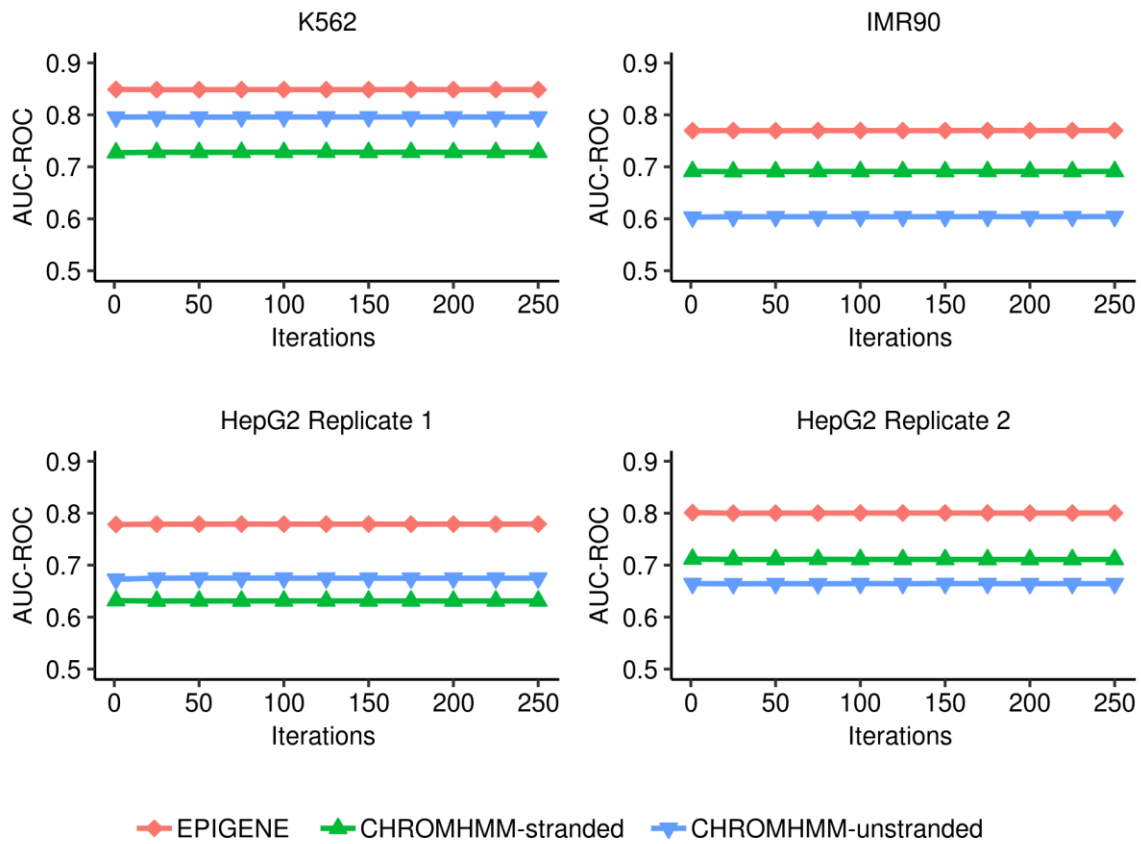 K562
0.9
0.8
0.7
0.6
0.5
AUC-ROC
0 50 100 150 200 250
Iterations
IMR90
0.9
0.8
0.7
0.6
0.5
AUC-ROC
0 50 100 150 200 250
Iterations
HepG2 Replicate 1
0.9
0.8
0.7
0.6
0.5
AUC-ROC
0 50 100 150 200 250
Iterations
HepG2 Replicate 2
0.9
0.8
0.7
0.6
0.5
AUC-ROC
0 50 100 150 200 250
Iterations
EPIGENE CHROMHMM-stranded CHROMHMM-unstranded